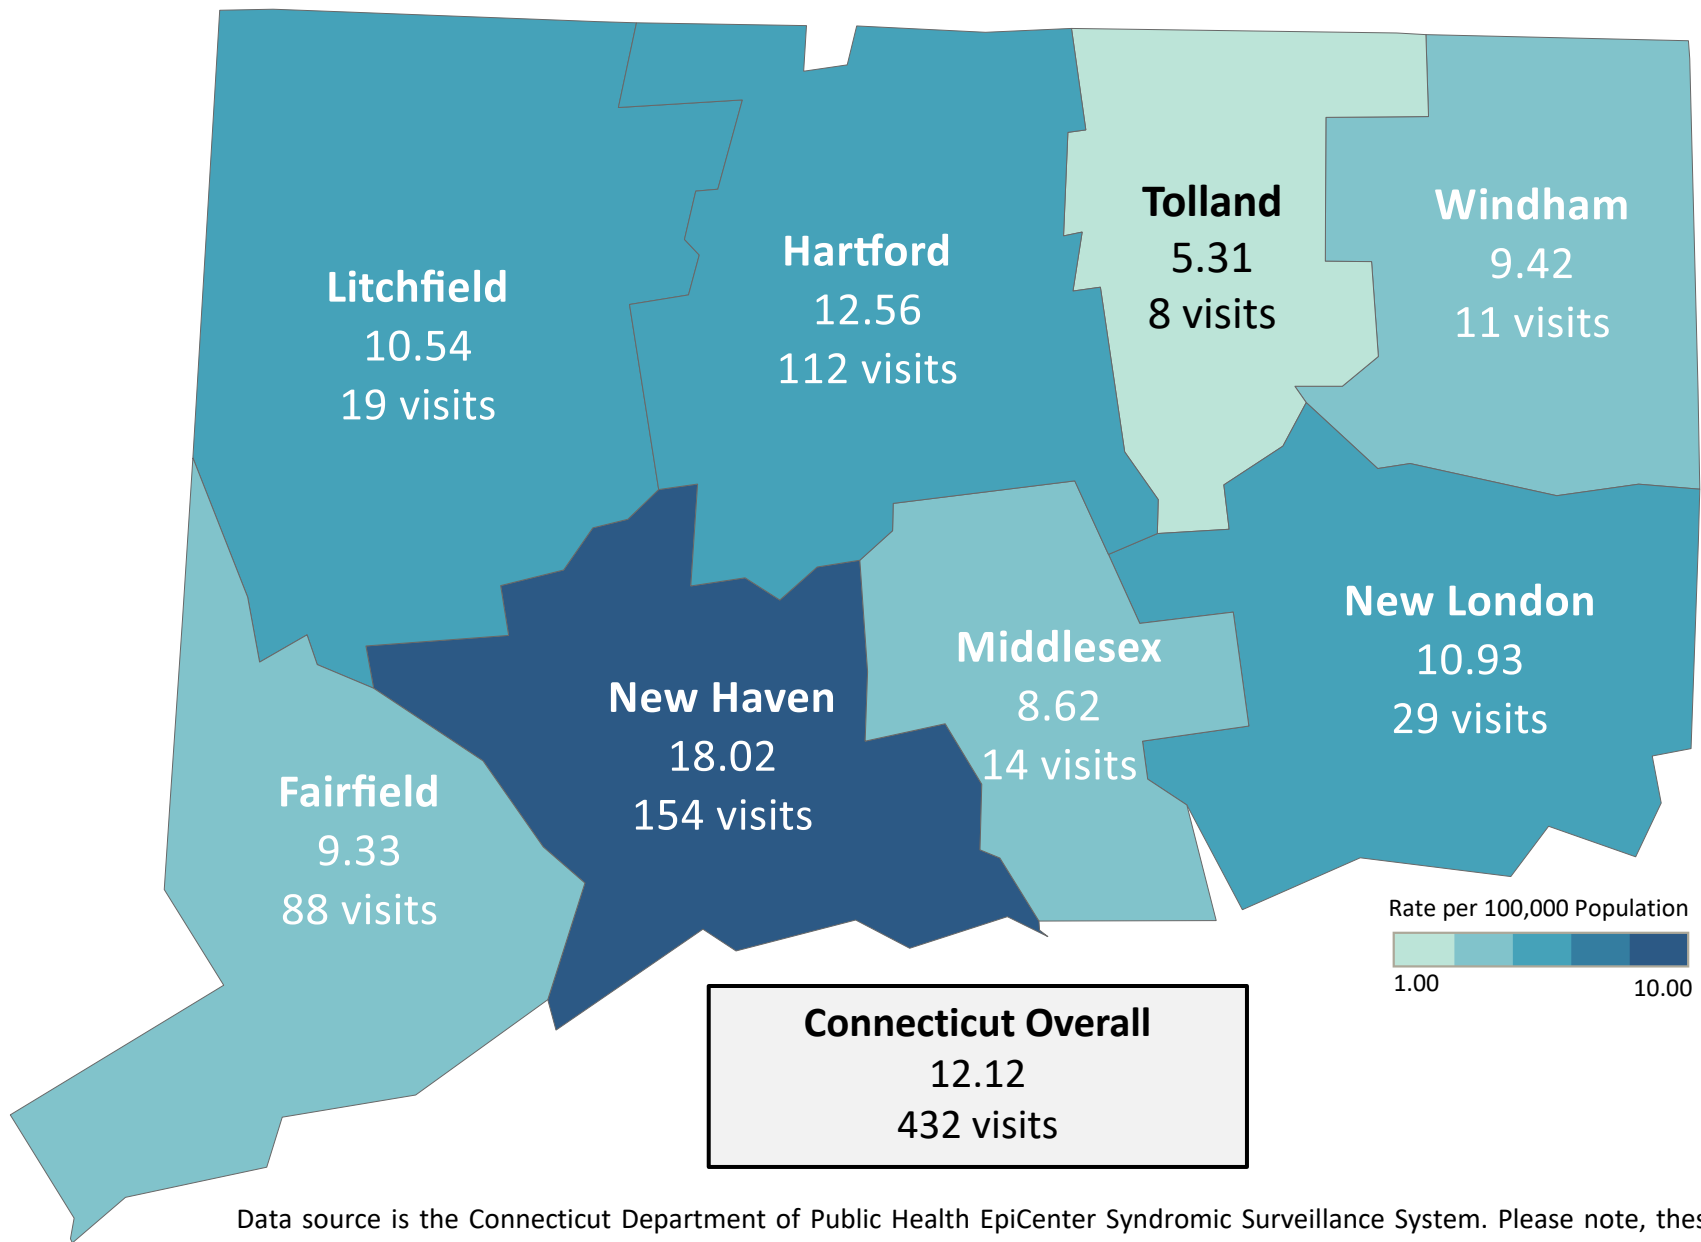 Tolland
5.31
8 visits
Windham
9.42
11 visits
Hartford
12.56
112 visits
Litchfield
10.54
19 visits
New London
10.93
29 visits
Middlesex
8.62
14 visits
New Haven
18.02
154 visits
Fairfield
9.33
88 visits
Rate per 100,000 Population
1.00
10.00
Connecticut Overall
12.12
432 visits
Data source is the Connecticut Department of Public Health EpiCenter Syndromic Surveillance System. Please note,